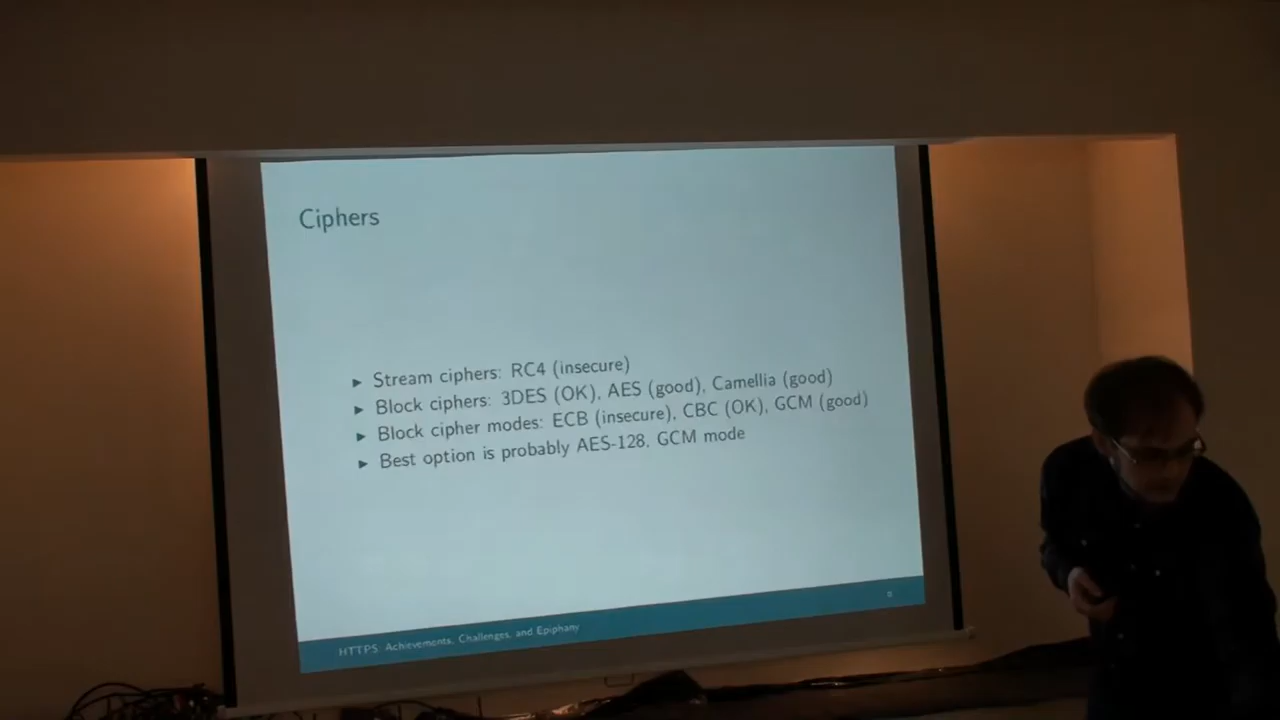 Ciphers
▶ Stream ciphers: RC4 (insecure)
▶ Block ciphers: 3DES (OK), AES (good), Camellia (good)
▶ Block cipher modes: ECB (insecure), CBC (OK), GCM (good)
▶ Best option is probably AES-128, GCM mode
HTTPS: Achievements, Challenges, and Epiphany